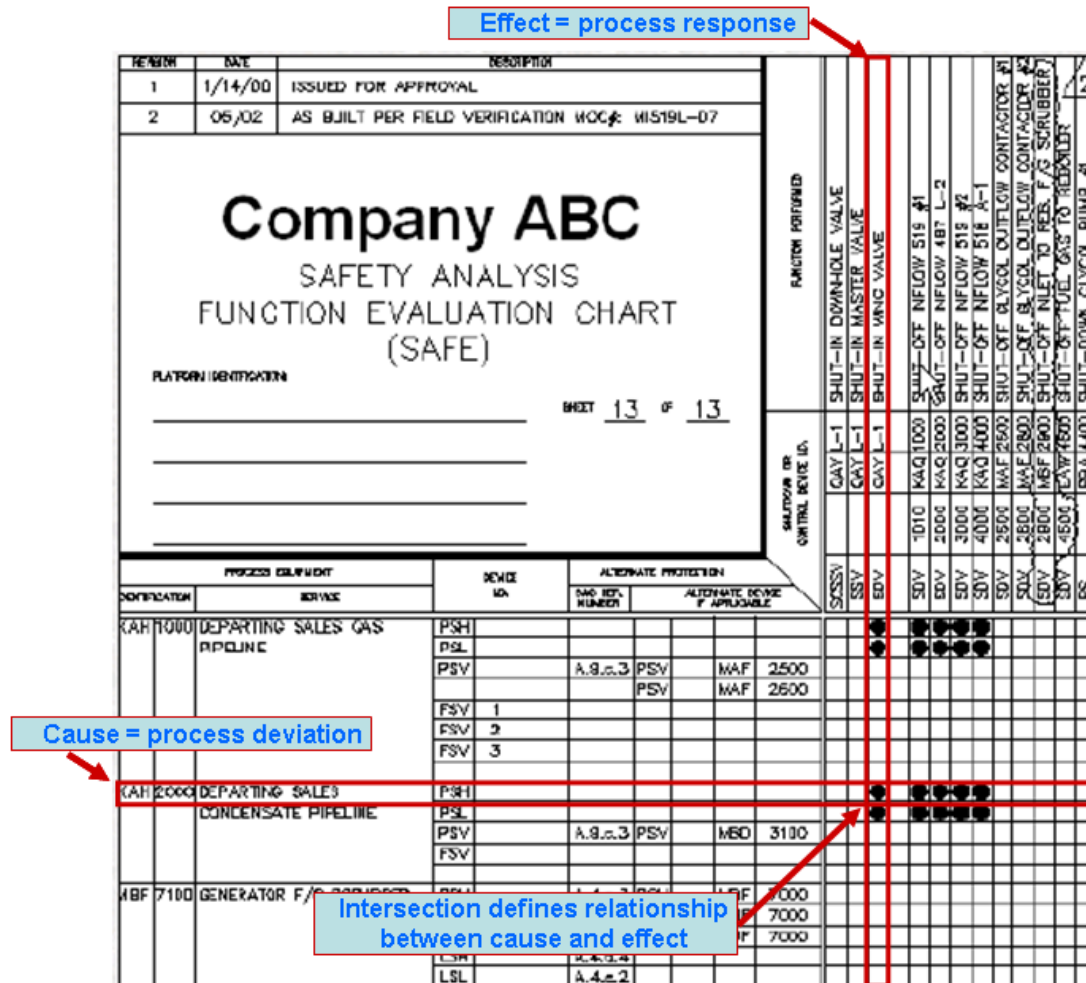 Effect = process response
REVISION DATE DESCRIPTION
1 1/14/00 ISSUED FOR APPROVAL
2 05/02 AS BUILT PER FIELD VERIFICATION MOC#: MI519L-07
Company ABC
SAFETY ANALYSIS
FUNCTION EVALUATION CHART
(SAFE)
PLATFORM IDENTIFICATION:
SHEET 13 OF 13
FUNCTION PERFORMED
SHUTDOWN OR
CONTROL DEVICE I.D.
SCSSV QAY L-1 SHUT-IN DOWNHOLE VALVE
SSV QAY L-1 SHUT-IN MASTER VALVE
SDV QAY L-1 SHUT-IN WING VALVE
SDV 1010 KAQ 1000 SHUT-OFF INFLOW 519 #1
SDV 2000 KAQ 2000 SHUT-OFF INFLOW 487 L-2
SDV 3000 KAQ 3000 SHUT-OFF INFLOW 519 #2
SDV 4000 KAQ 4000 SHUT-OFF INFLOW 518 A-1
SDV 2500 MAF 2500 SHUT-OFF GLYCOL OUTFLOW CONTACTOR #1
SDV 2600 MAF 2600 SHUT-OFF GLYCOL OUTFLOW CONTACTOR #2
SDV 2900 MBF 2900 SHUT-OFF INLET TO REB. F/G SCRUBBER
SDV 4500 SHUT-OFF FUEL GAS TO REBOILER
SHUT-DOWN GLYCOL PUMP #1
PROCESS EQUIPMENT DEVICE I.D. ALTERNATE PROTECTION
IDENTIFICATION SERVICE SAC REF. NUMBER ALTERNATE DEVICE IF APPLICABLE
KAH 1000 DEPARTING SALES GAS PSH
PIPELINE PSL
PSV A.9.c.3 PSV MAF 2500
PSV MAF 2600
FSV 1
FSV 2
FSV 3
Cause = process deviation
KAH 2000 DEPARTING SALES PSH
CONDENSATE PIPELINE PSL
PSV A.9.c.3 PSV MBD 3100
FSV
MBF 7100 GENERATOR 7000
7000
7000
Intersection defines relationship
between cause and effect
LSL A.4.e.2